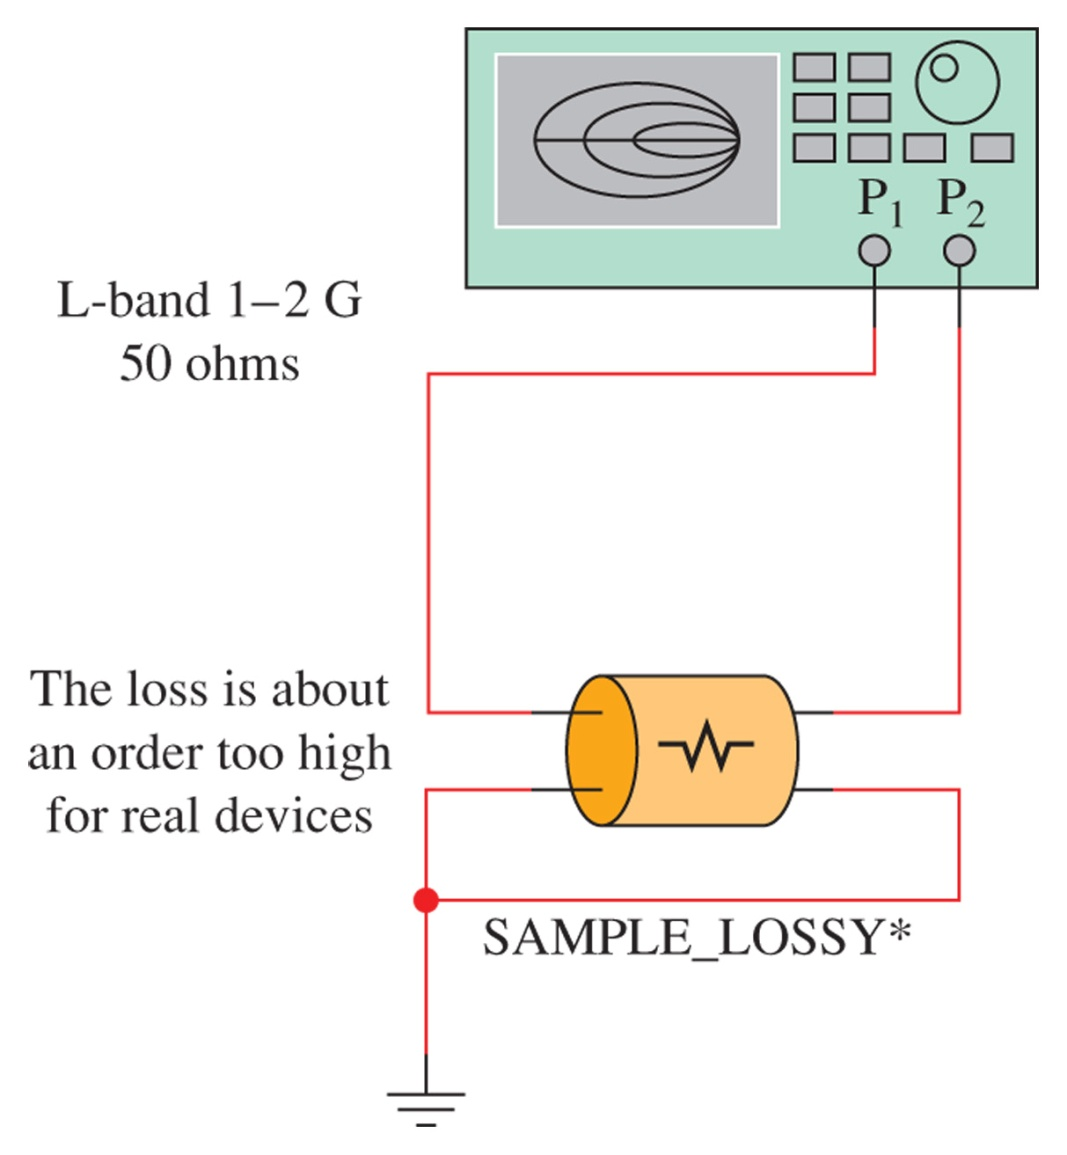 P1 P2
L-band 1–2 G
50 ohms
The loss is about
an order too high
for real devices
SAMPLE_LOSSY*